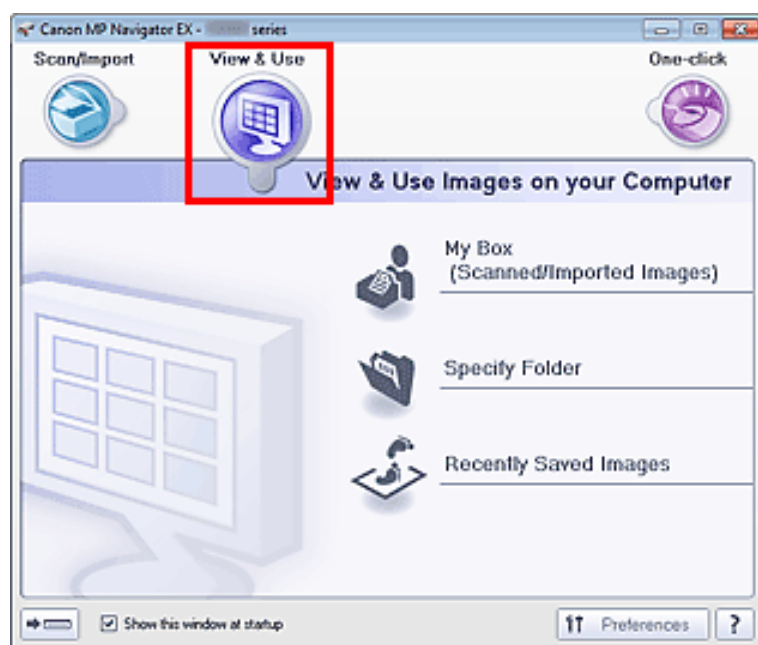 Canon MP Navigator EX - series
Scan/Import View & Use One-click
View & Use Images on your Computer
My Box
(Scanned/Imported Images)
Specify Folder
Recently Saved Images
Show this window at startup Preferences ?